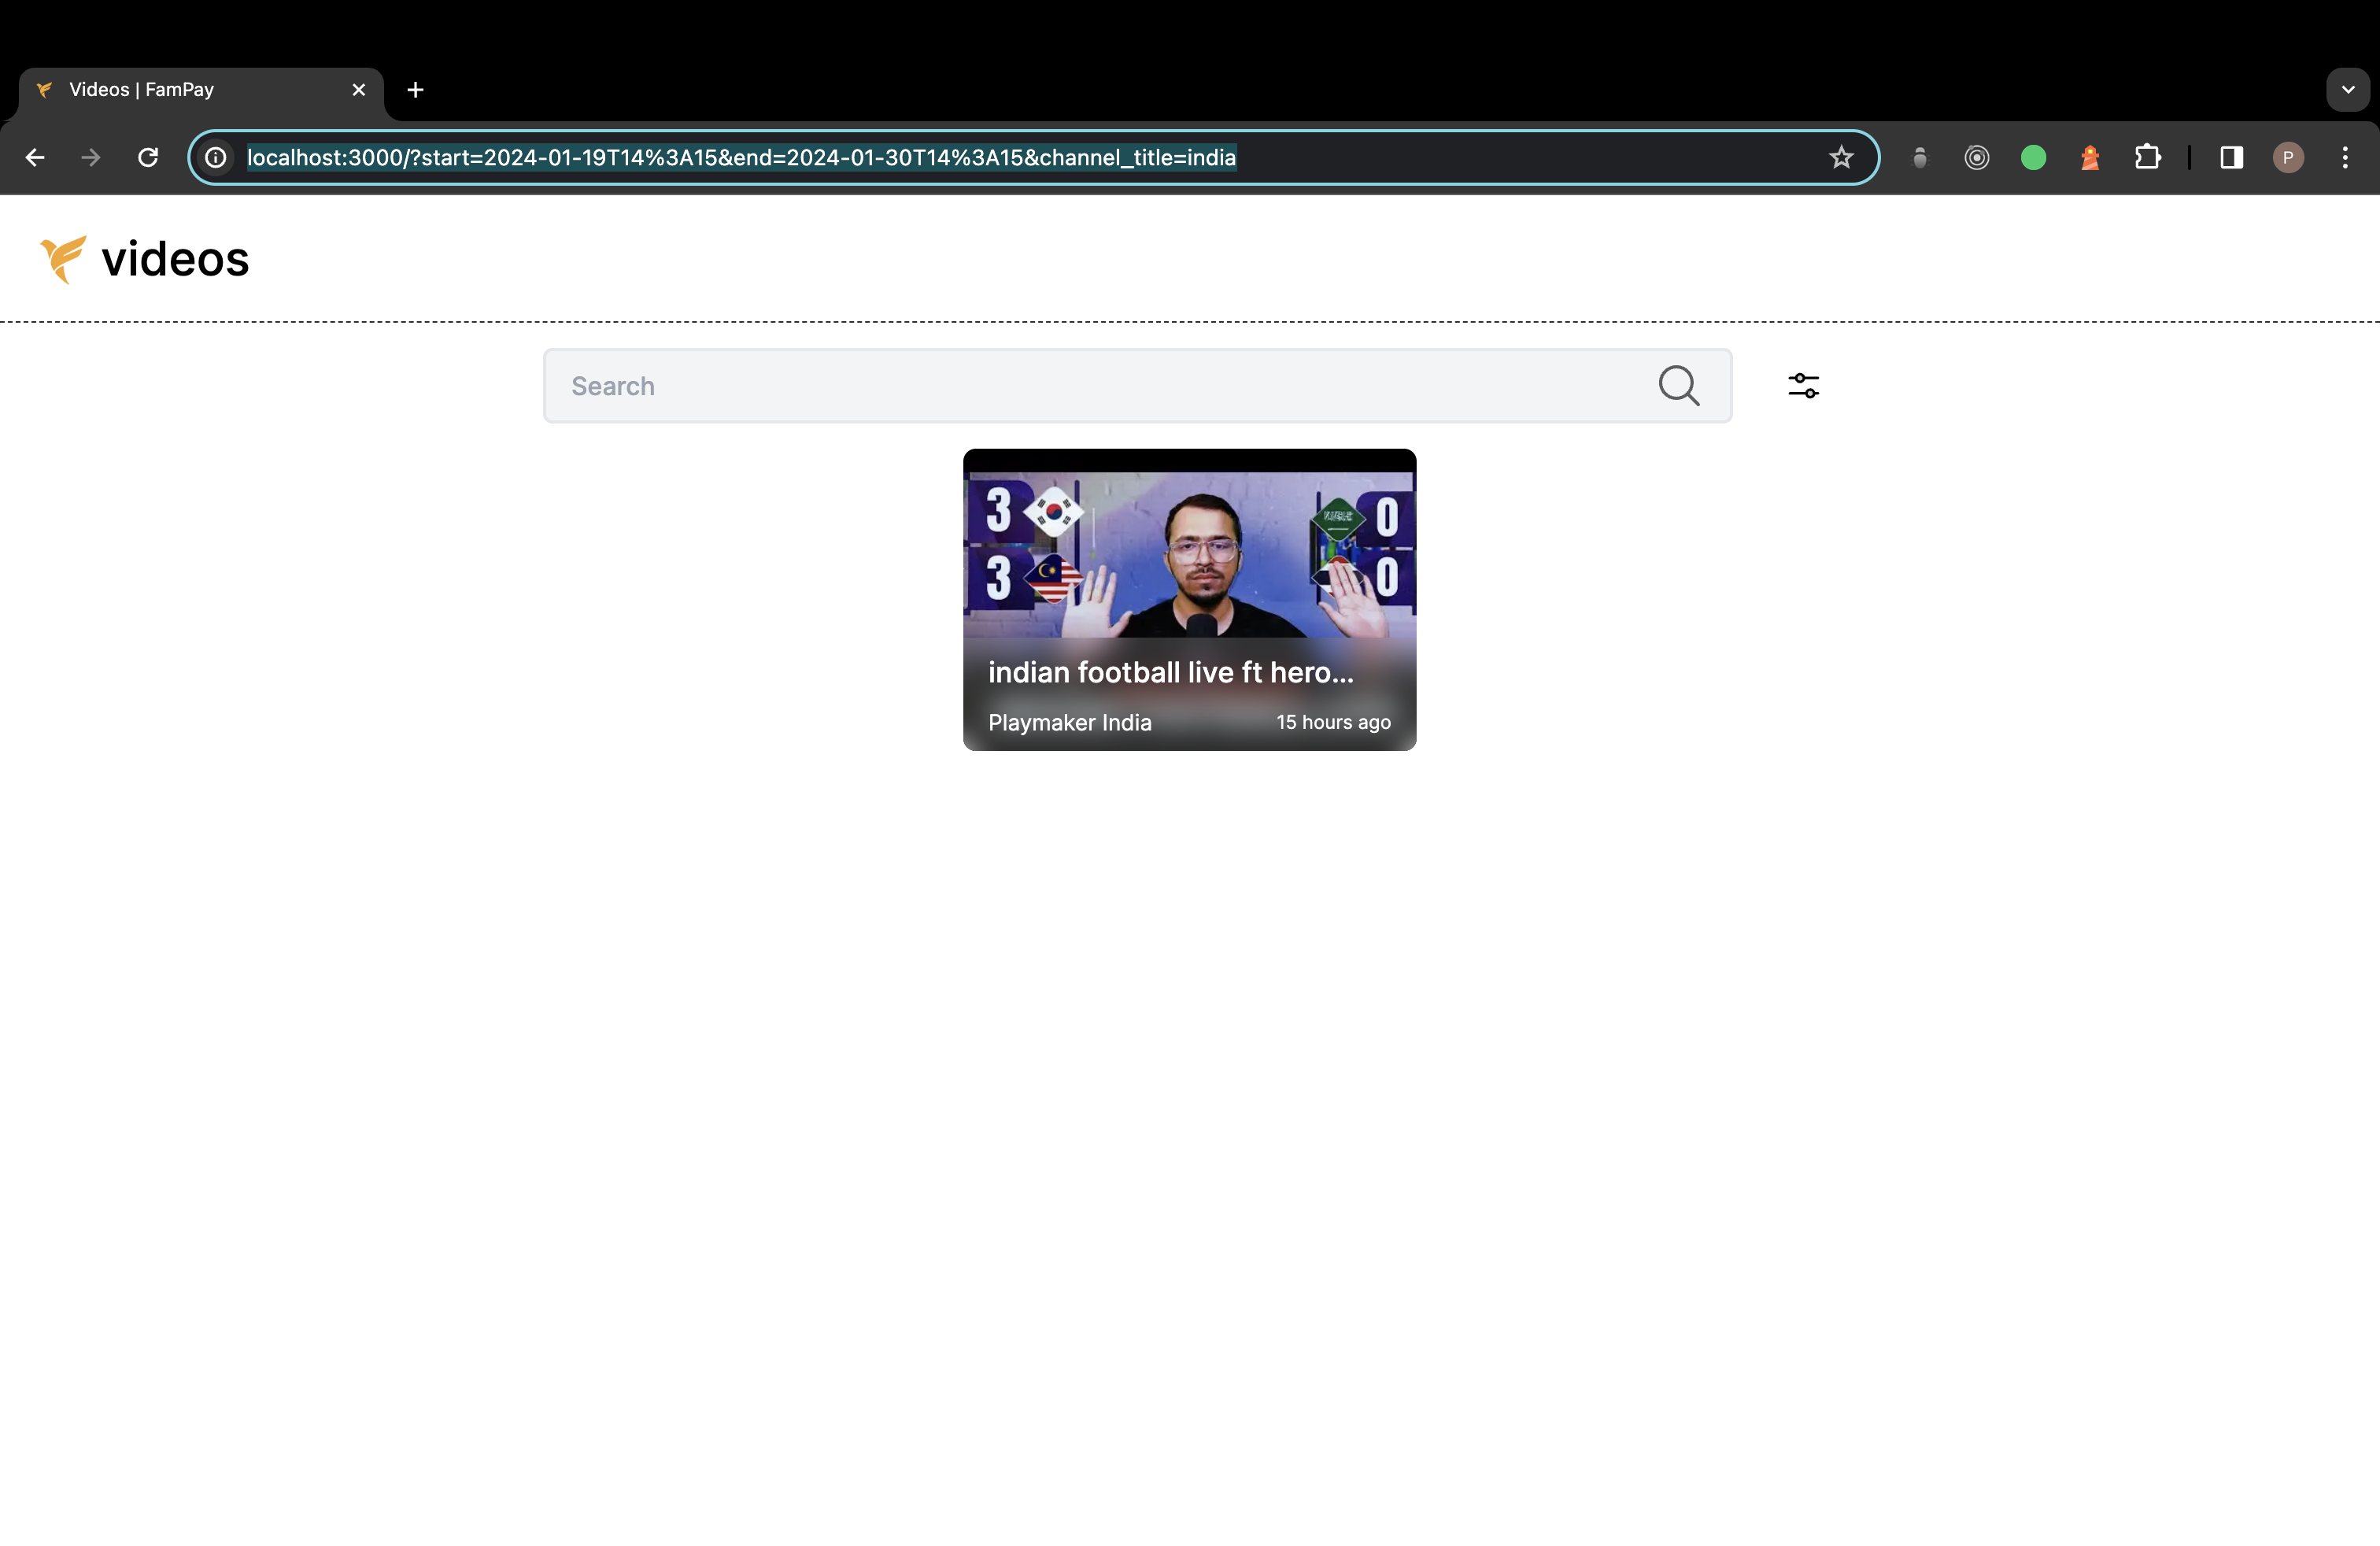 Videos | FamPay
localhost:3000/?start=2024-01-19T14%3A15&end=2024-01-30T14%3A15&channel_title=india
P
videos
Search
3 0
3 0
indian football live ft hero...
Playmaker India 15 hours ago